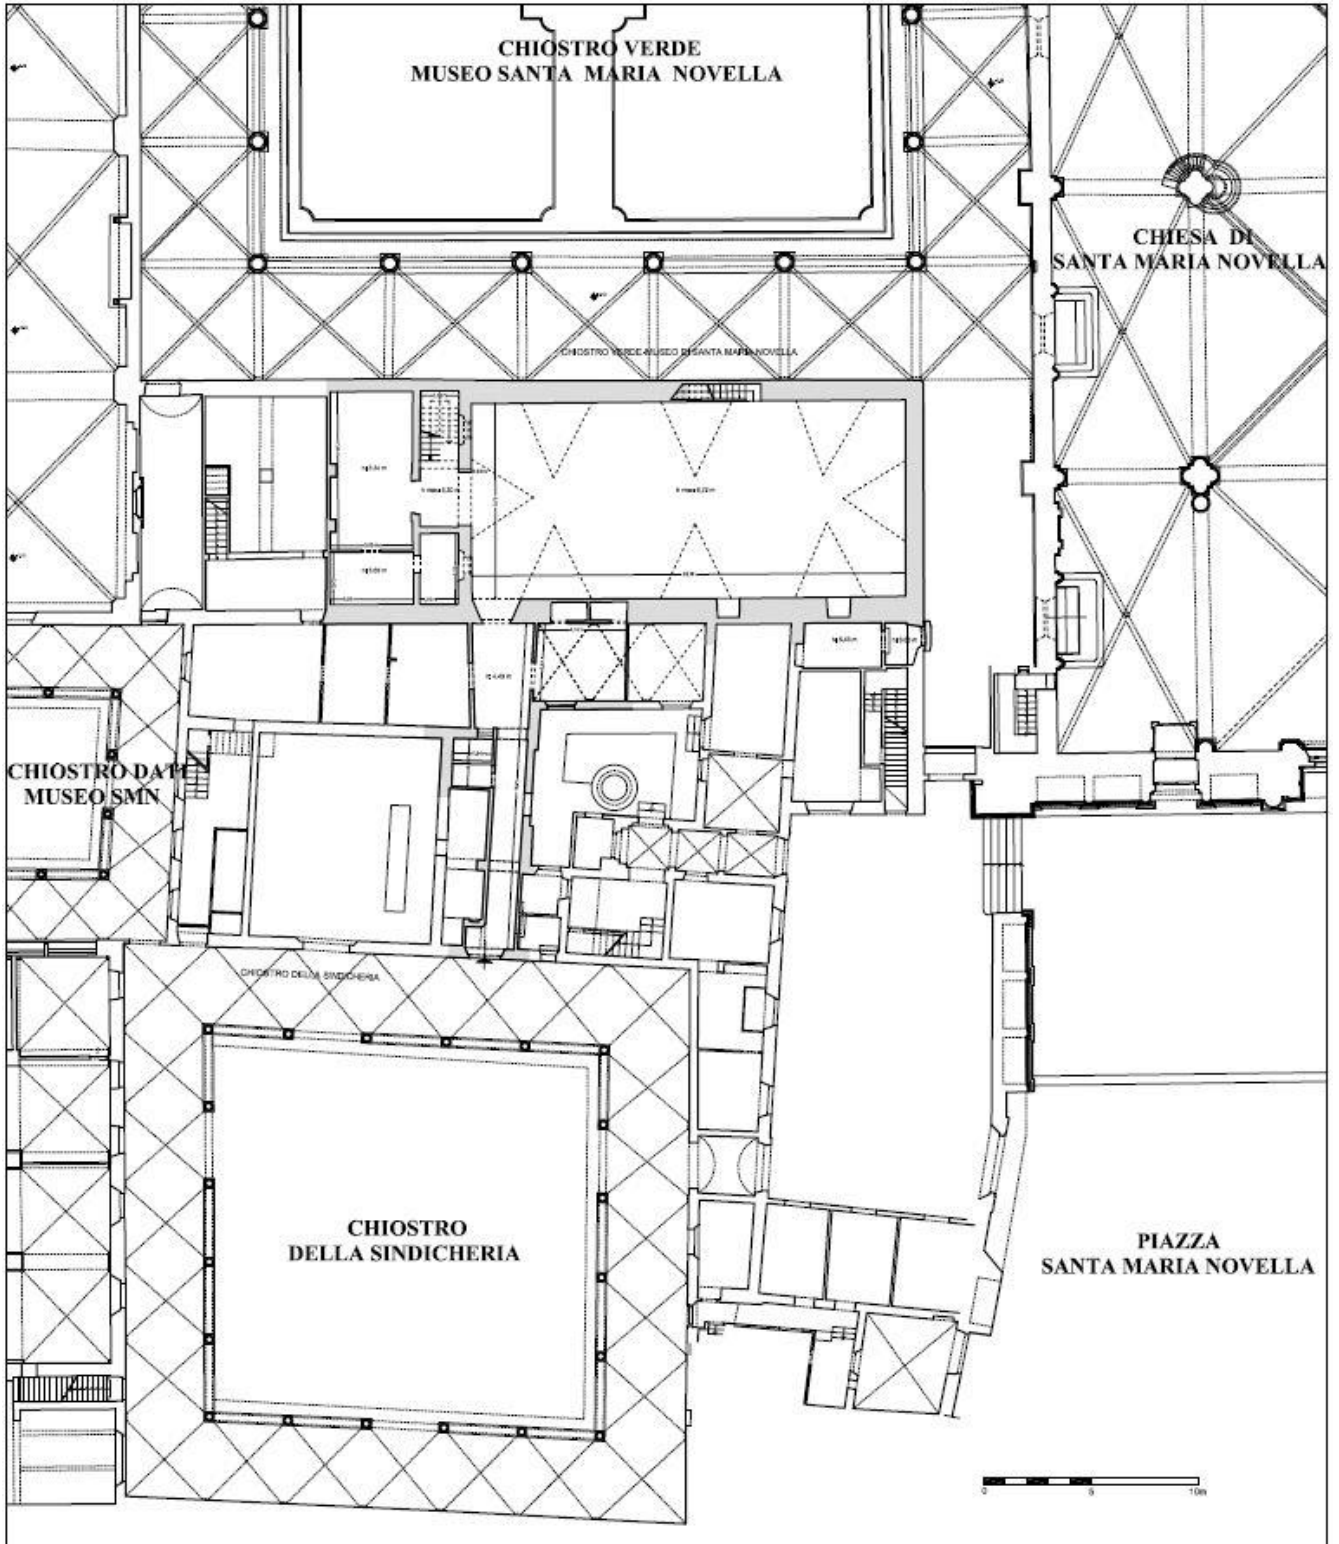 CHIOSTRO VERDE
MUSEO SANTA MARIA NOVELLA
CHIESA DI
SANTA MARIA NOVELLA
CHIOSTRO VERDE-MUSEO DI SANTA MARIA NOVELLA
CHIOSTRO DATI
MUSEO SMN
CHIOSTRO DELLA SINDICHERIA
CHIOSTRO
DELLA SINDICHERIA
PIAZZA
SANTA MARIA NOVELLA
0 5 10m